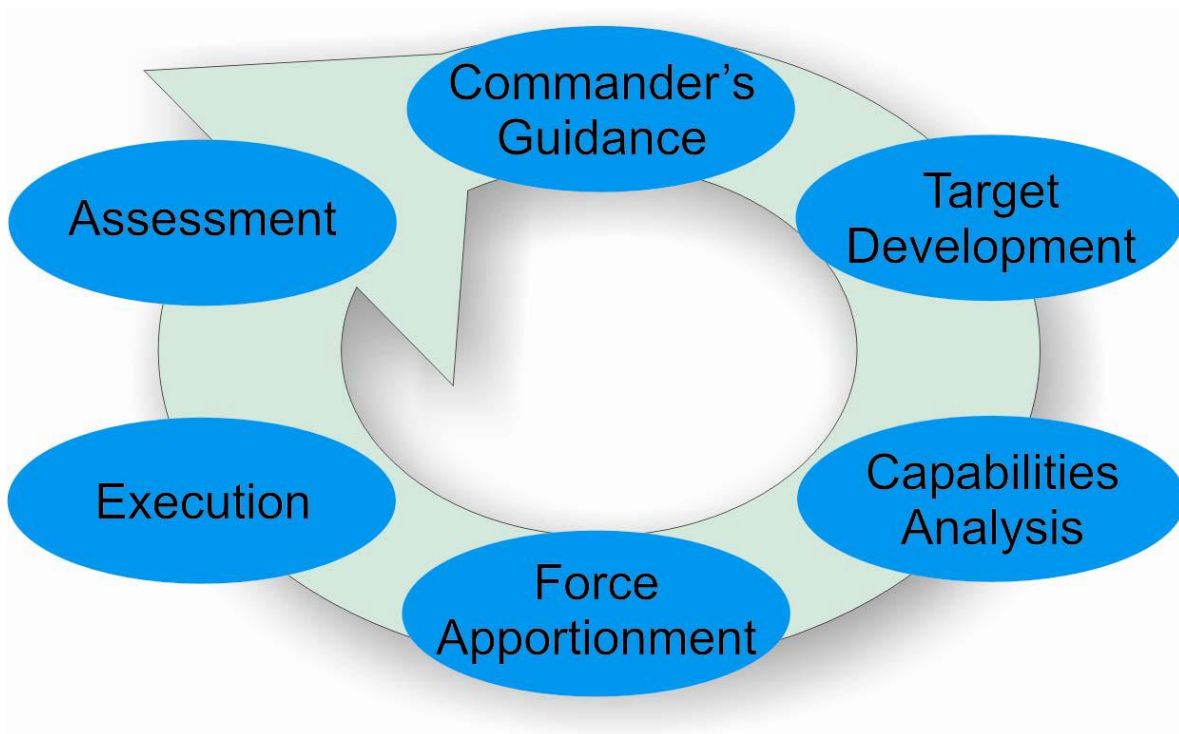 Commander’s
Guidance
Target
Development
Capabilities
Analysis
Force
Apportionment
Execution
Assessment